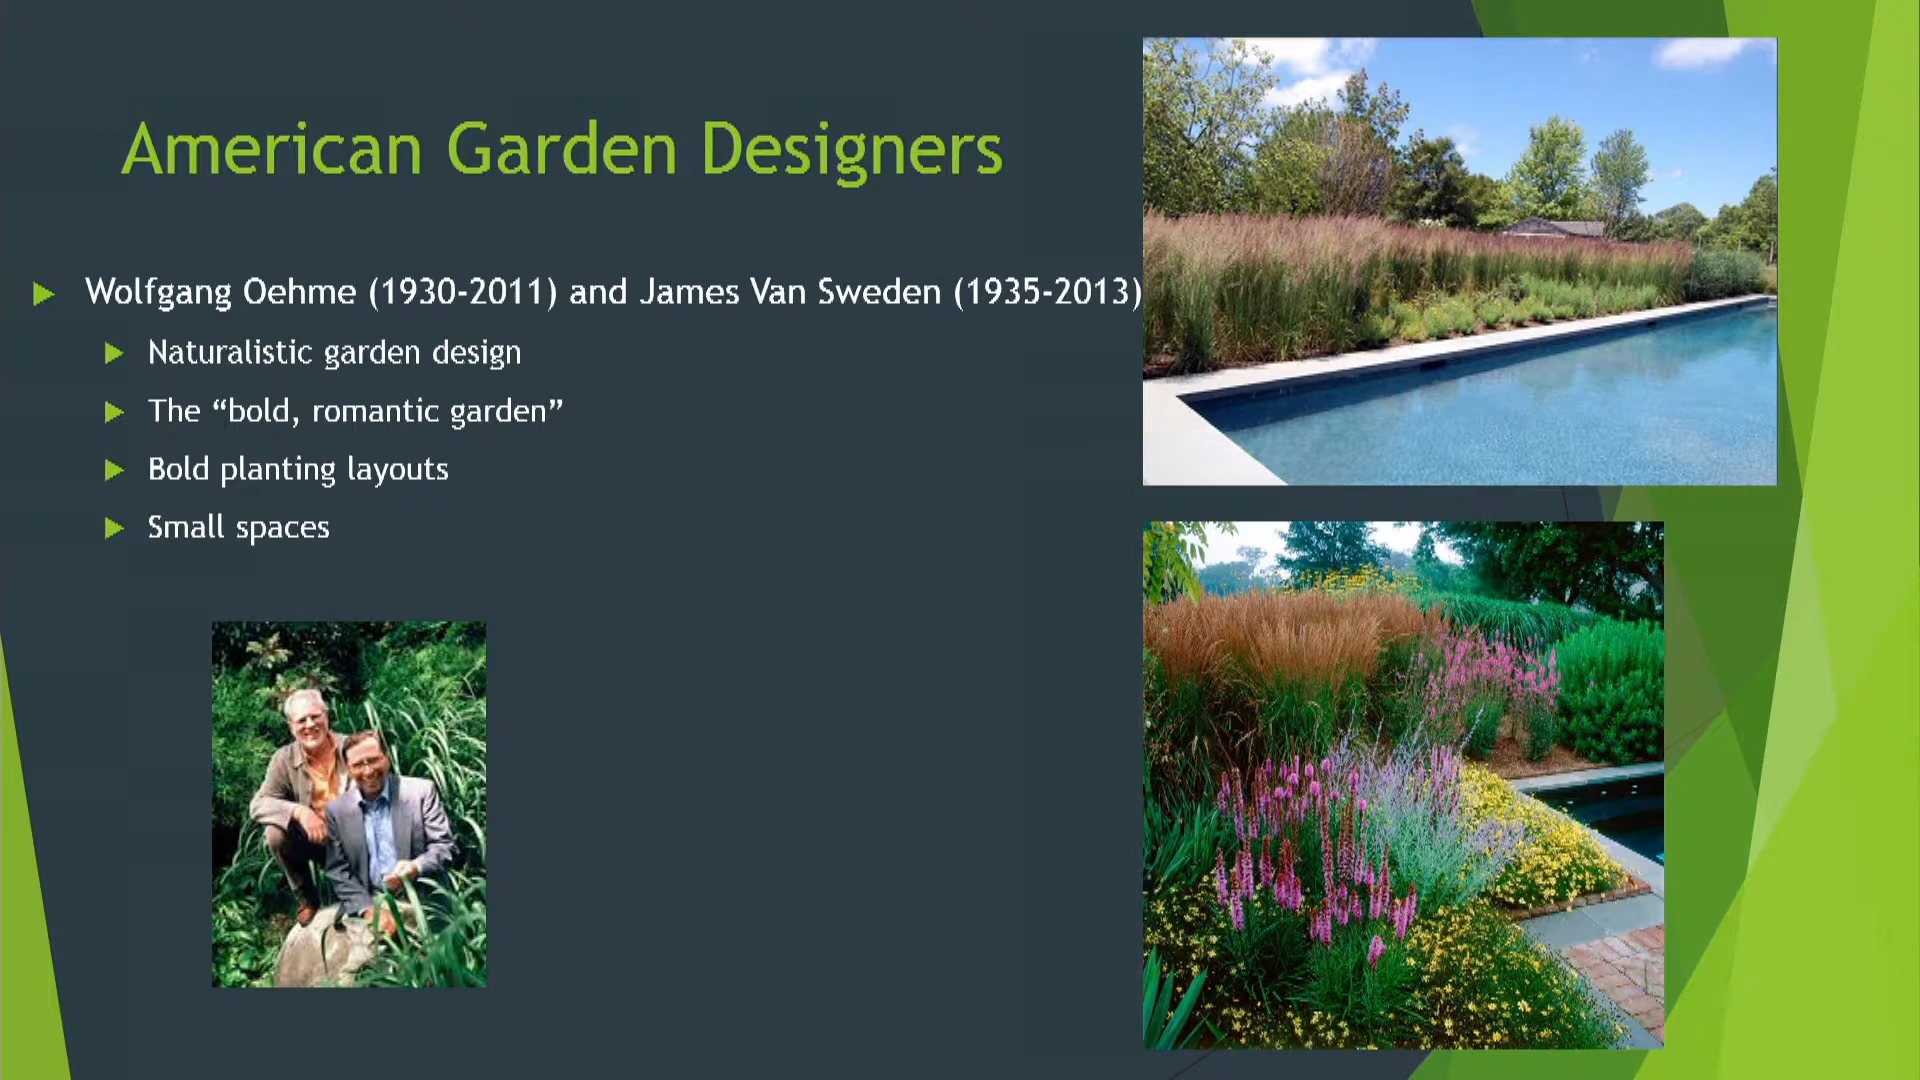 American Garden Designers
Wolfgang Oehme (1930-2011) and James Van Sweden (1935-2013)
Naturalistic garden design
The “bold, romantic garden”
Bold planting layouts
Small spaces